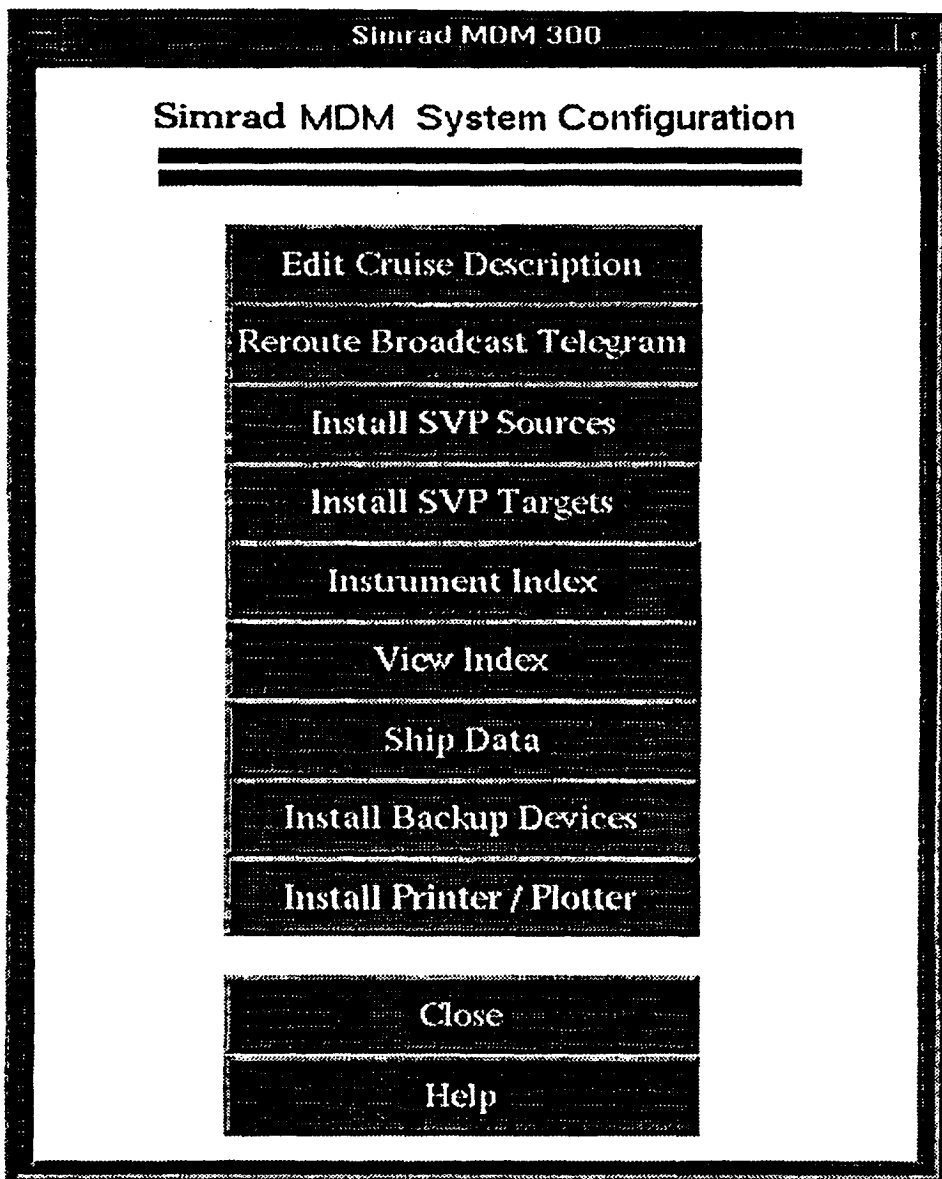 Simrad MDM 300
Simrad MDM System Configuration
Edit Cruise Description
Reroute Broadcast Telegram
Install SVP Sources
Install SVP Targets
Instrument Index
View Index
Ship Data
Install Backup Devices
Install Printer / Plotter
Close
Help